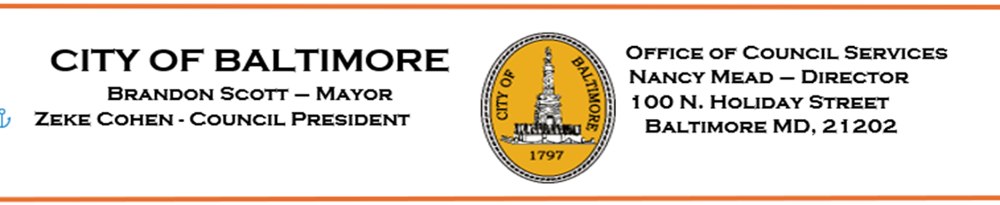 CITY OF BALTIMORE
BRANDON SCOTT – MAYOR
ZEKE COHEN - COUNCIL PRESIDENT
CITY OF BALTIMORE
1797
OFFICE OF COUNCIL SERVICES
NANCY MEAD – DIRECTOR
100 N. HOLIDAY STREET
BALTIMORE MD, 21202